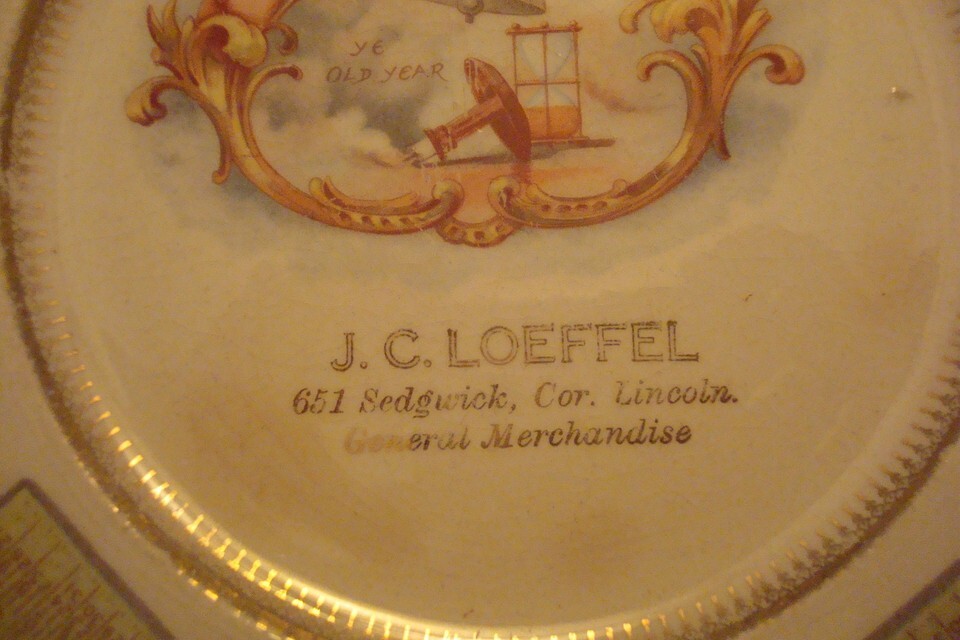 YE
OLD YEAR
J. C. LOEFFEL
651 Sedgwick, Cor. Lincoln.
General Merchandise